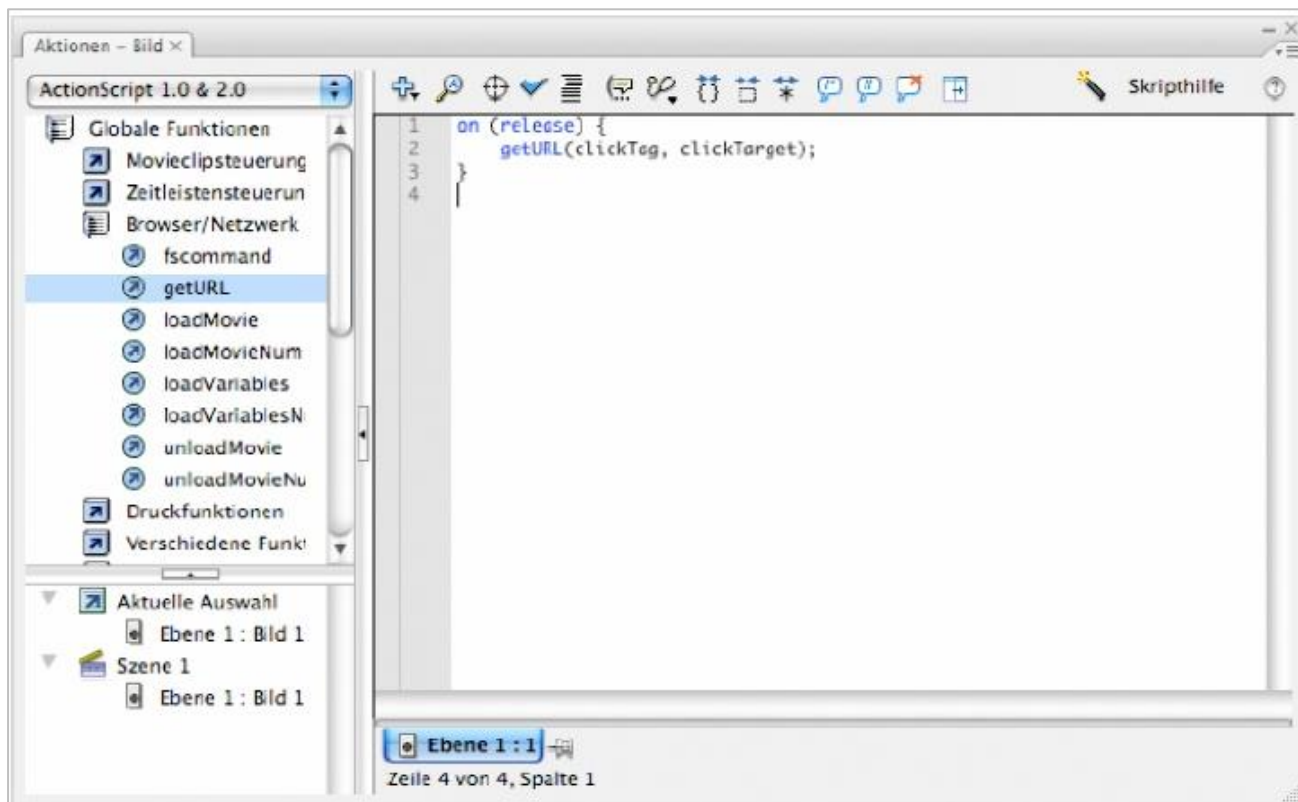 Aktionen – Bild ×
ActionScript 1.0 & 2.0
Skripthilfe
Globale Funktionen
Movieclipsteuerung
Zeitleistensteuerun
Browser/Netzwerk
fscommand
getURL
loadMovie
loadMovieNum
loadVariables
loadVariablesN
unloadMovie
unloadMovieNu
Druckfunktionen
Verschiedene Funkt
Aktuelle Auswahl
Ebene 1 : Bild 1
Szene 1
Ebene 1 : Bild 1
1 on (release) {
2 getURL(clickTag, clickTarget);
3 }
4
Ebene 1 : 1
Zeile 4 von 4, Spalte 1